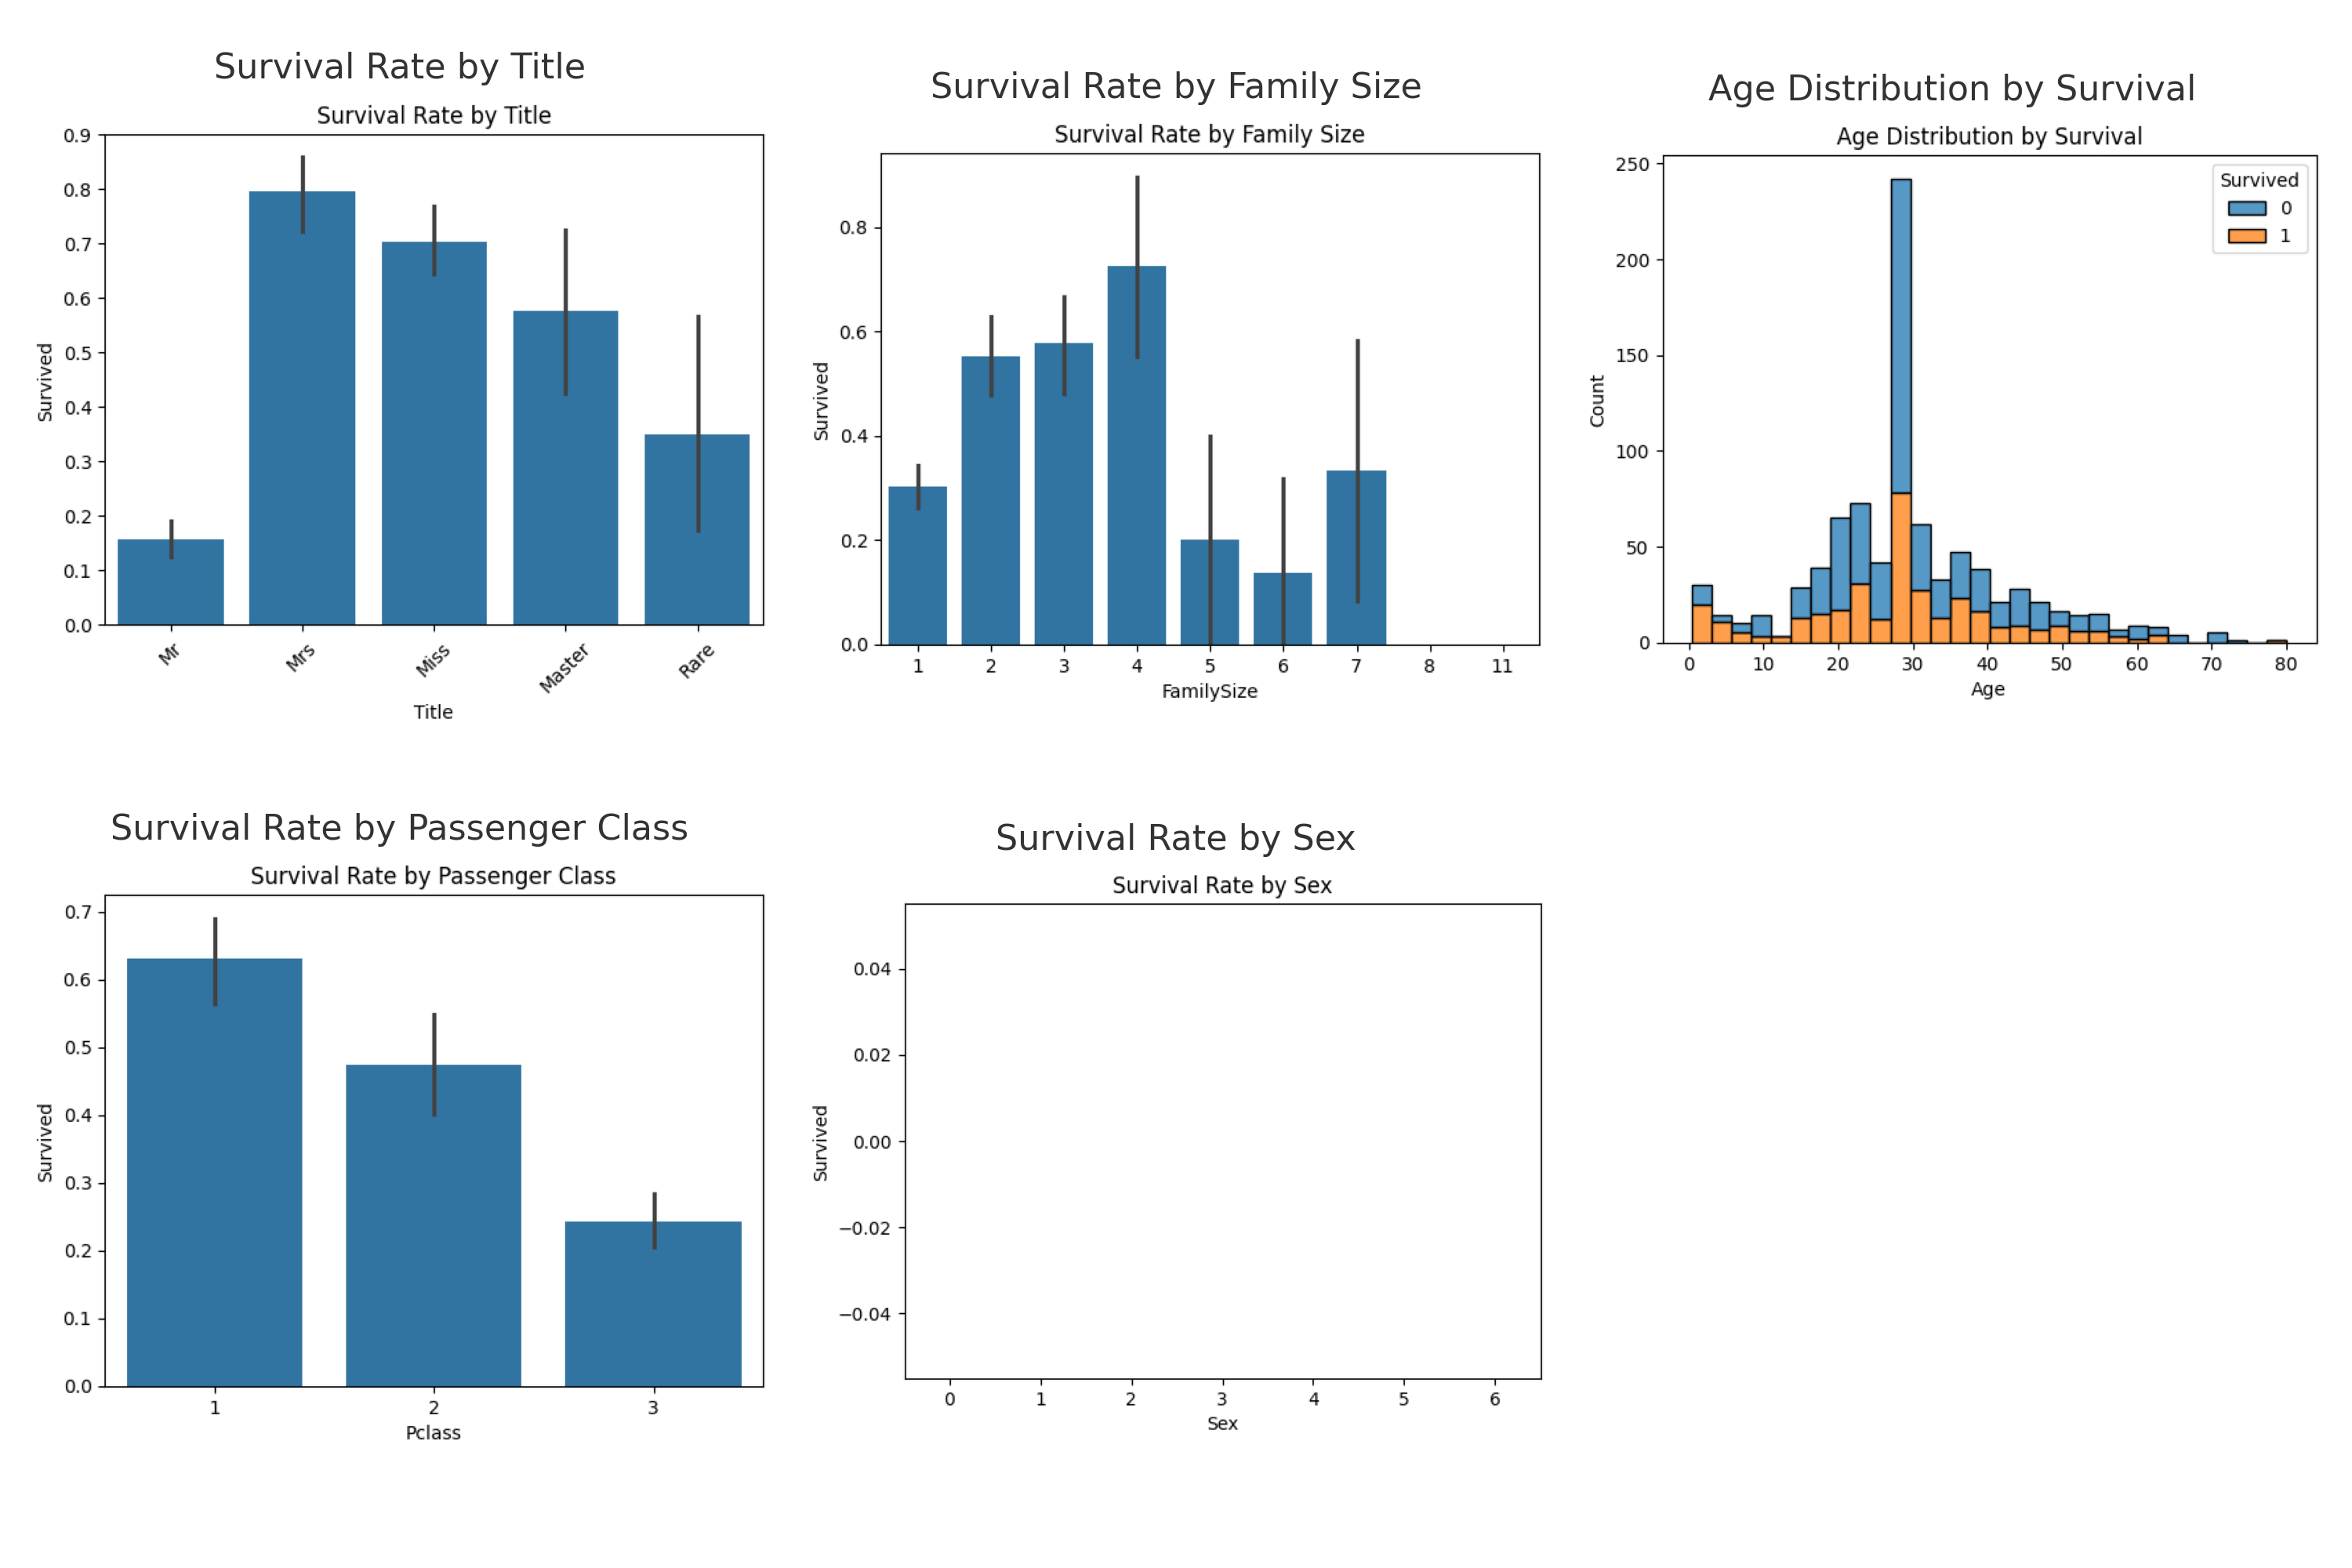 Survival Rate by Title
Survival Rate by Title
0.9
0.8
0.7
0.6
0.5
0.4
0.3
0.2
0.1
0.0
Survived
Mr
Mrs
Miss
Master
Rare
Title
Survival Rate by Family Size
Survival Rate by Family Size
0.8
0.6
0.4
0.2
0.0
Survived
1 2 3 4 5 6 7 8 11
FamilySize
Age Distribution by Survival
Age Distribution by Survival
250
200
150
100
50
0
Count
Survived
0
1
0 10 20 30 40 50 60 70 80
Age
Survival Rate by Passenger Class
Survival Rate by Passenger Class
0.7
0.6
0.5
0.4
0.3
0.2
0.1
0.0
Survived
1 2 3
Pclass
Survival Rate by Sex
Survival Rate by Sex
0.04
0.02
0.00
−0.02
−0.04
Survived
0 1 2 3 4 5 6
Sex